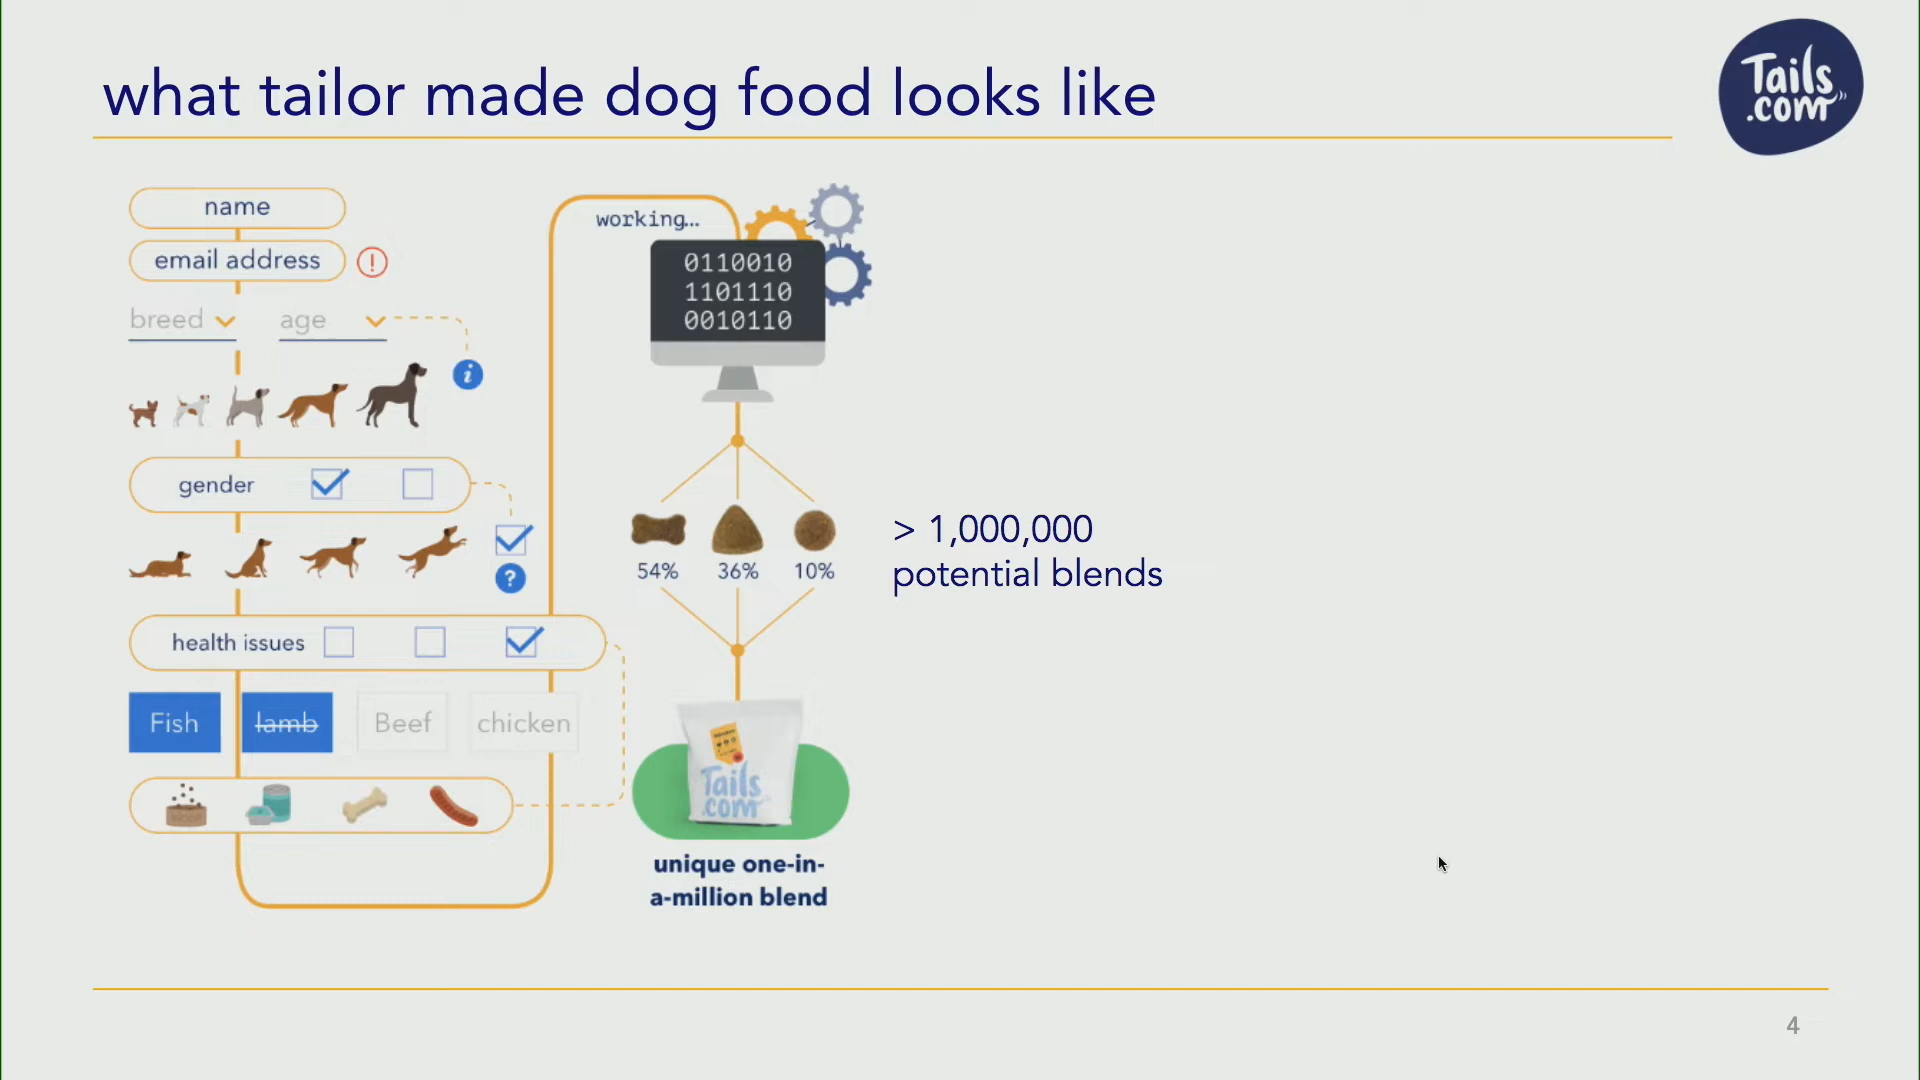 what tailor made dog food looks like
Tails
.com
name
email address
breed
age
gender
health issues
Fish
lamb
Beef
chicken
working...
0110010
1101110
0010110
54%
36%
10%
> 1,000,000
potential blends
Tails
.com
unique one-in-
a-million blend
4